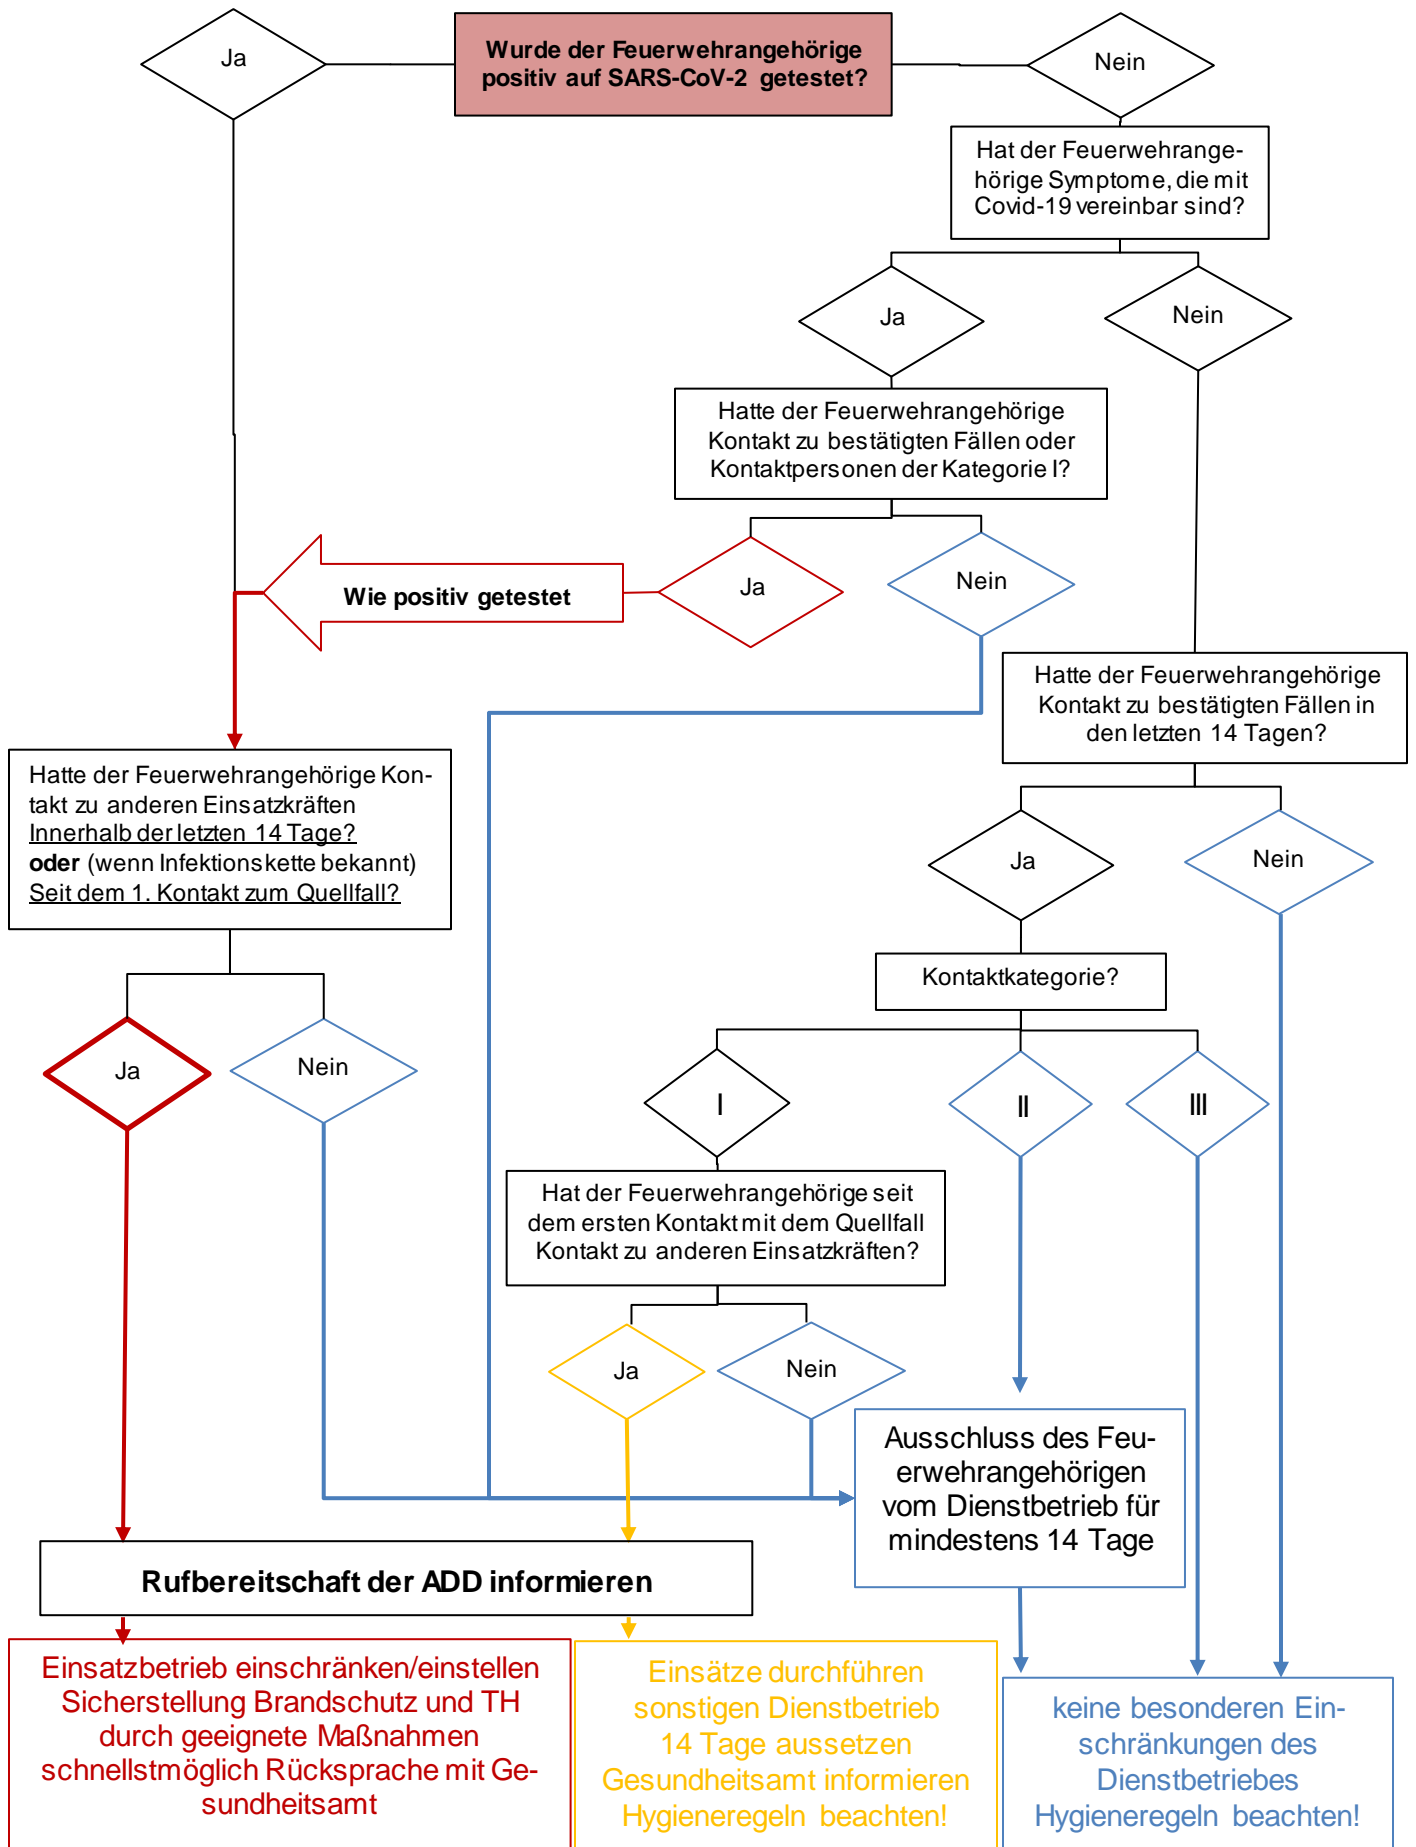 Ja
Wurde der Feuerwehrangehörige
positiv auf SARS-CoV-2 getestet?
Nein
Hat der Feuerwehrange-
hörige Symptome, die mit
Covid-19 vereinbar sind?
Ja
Nein
Hatte der Feuerwehrangehörige
Kontakt zu bestätigten Fällen oder
Kontaktpersonen der Kategorie I?
Wie positiv getestet
Ja
Nein
Hatte der Feuerwehrangehörige
Kontakt zu bestätigten Fällen in
den letzten 14 Tagen?
Hatte der Feuerwehrangehörige Kon-
takt zu anderen Einsatzkräften
Innerhalb der letzten 14 Tage?
oder (wenn Infektionskette bekannt)
Seit dem 1. Kontakt zum Quellfall?
Ja
Nein
Kontaktkategorie?
Ja
Nein
I
II
III
Hat der Feuerwehrangehörige seit
dem ersten Kontakt mit dem Quellfall
Kontakt zu anderen Einsatzkräften?
Ja
Nein
Ausschluss des Feu-
erwehrangehörigen
vom Dienstbetrieb für
mindestens 14 Tage
Rufbereitschaft der ADD informieren
Einsatzbetrieb einschränken/einstellen
Sicherstellung Brandschutz und TH
durch geeignete Maßnahmen
schnellstmöglich Rücksprache mit Ge-
sundheitsamt
Einsätze durchführen
sonstigen Dienstbetrieb
14 Tage aussetzen
Gesundheitsamt informieren
Hygieneregeln beachten!
keine besonderen Ein-
schränkungen des
Dienstbetriebes
Hygieneregeln beachten!